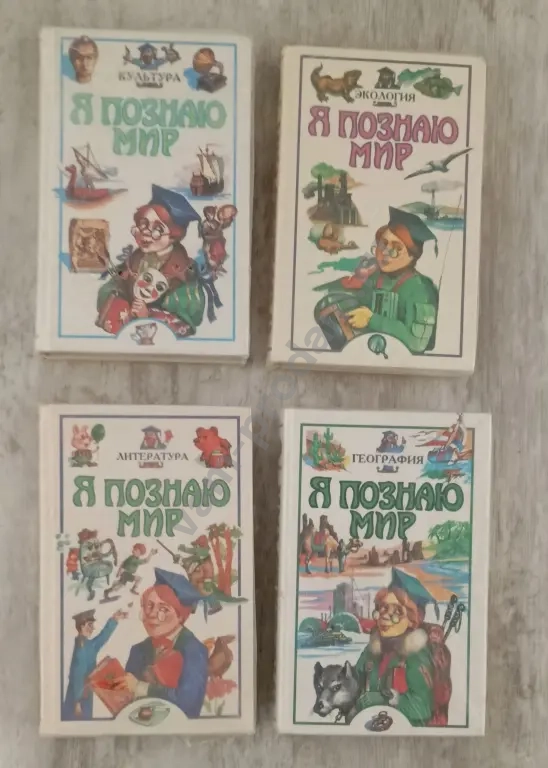 КУЛЬТУРА
Я ПОЗНАЮ
МИР
ЭКОЛОГИЯ
Я ПОЗНАЮ
МИР
ЛИТЕРАТУРА
Я ПОЗНАЮ
МИР
ГЕОГРАФИЯ
Я ПОЗНАЮ
МИР